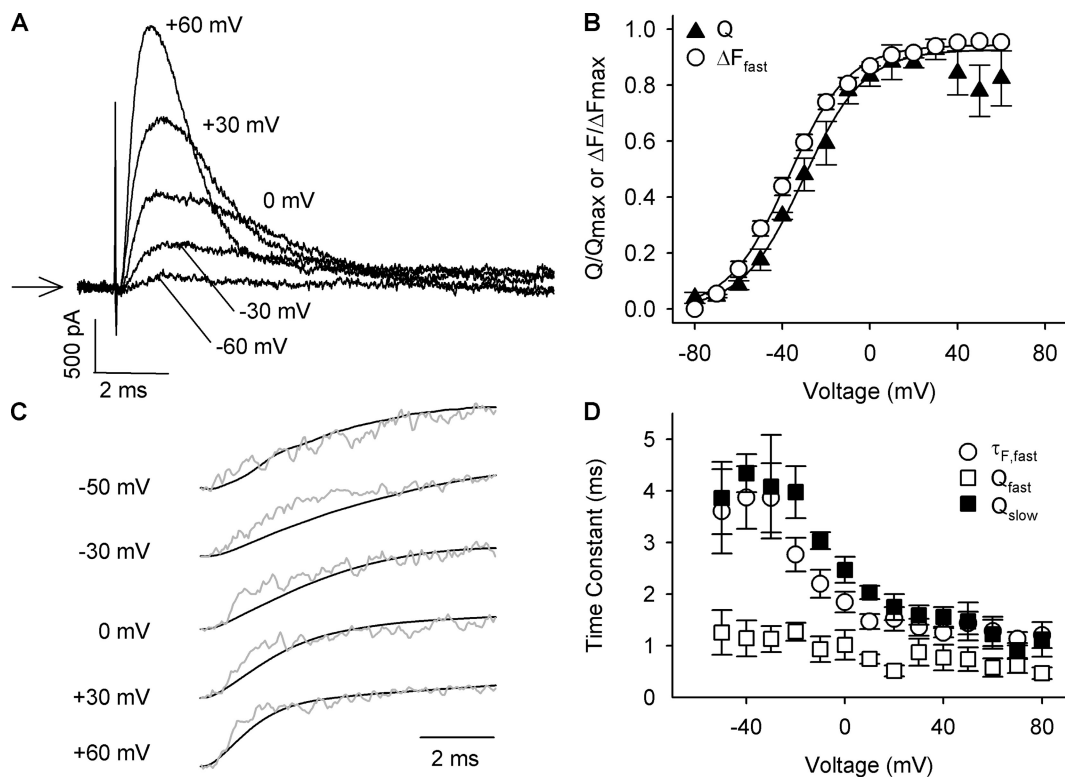 A
+60 mV
+30 mV
0 mV
-30 mV
-60 mV
500 pA
2 ms
B
Q
ΔFfast
Q/Qmax or ΔF/ΔFmax
1.0
0.8
0.6
0.4
0.2
0.0
-80 -40 0 40 80
Voltage (mV)
C
-50 mV
-30 mV
0 mV
+30 mV
+60 mV
2 ms
D
τF,fast
Qfast
Qslow
Time Constant (ms)
5
4
3
2
1
0
-40 0 40 80
Voltage (mV)